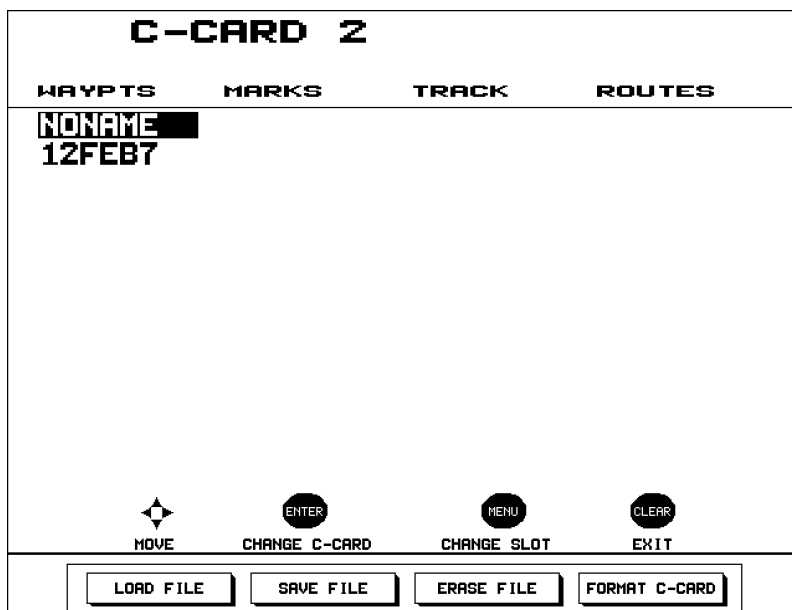 C-CARD 2
WAYPTS MARKS TRACK ROUTES
NONAME
12FEB7
ENTER MENU CLEAR
MOVE CHANGE C-CARD CHANGE SLOT EXIT
LOAD FILE SAVE FILE ERASE FILE FORMAT C-CARD